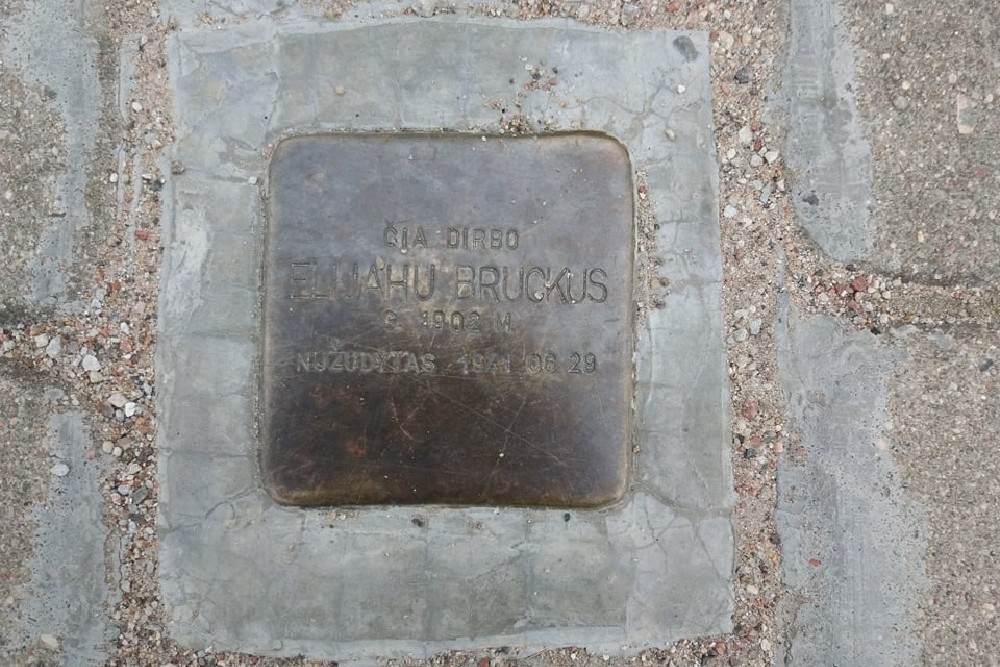 ČIA DIRBO
ELIJAHU BRUCKUS
G. 1902 M.
NUŽUDYTAS 1941 06 29